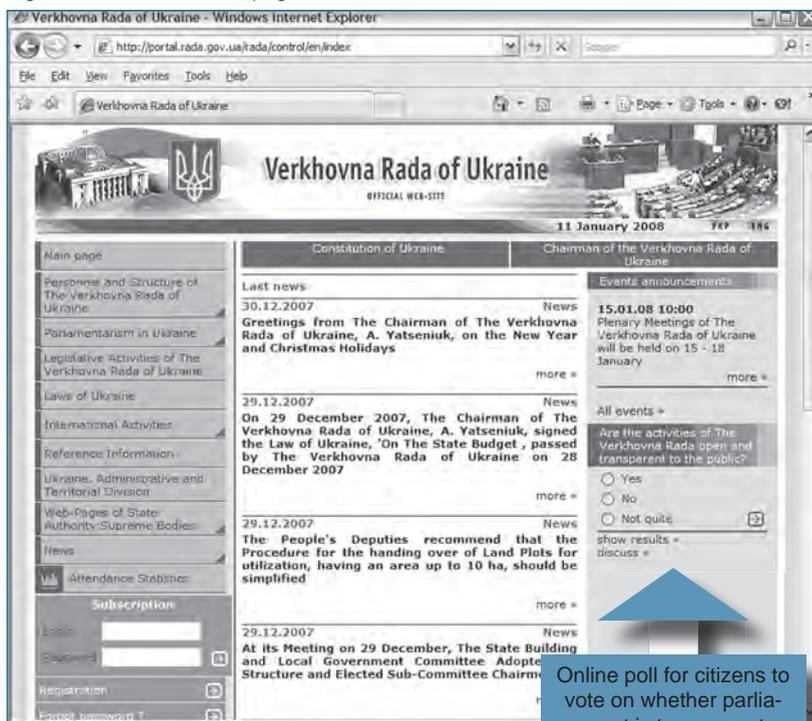 Verkhovna Rada of Ukraine - Windows Internet Explorer
http://portal.rada.gov.ua/rada/control/en/index
Google
File Edit View Favorites Tools Help
Verkhovna Rada of Ukraine
Page Tools
Verkhovna Rada of Ukraine
OFFICIAL WEB-SITE
11 January 2008 УКР ENG
Main page
Personnel and Structure of
The Verkhovna Rada of
Ukraine
Parliamentarism in Ukraine
Legislative Activities of The
Verkhovna Rada of Ukraine
Laws of Ukraine
International Activities
Reference Information
Ukraine. Administrative and
Territorial Division
Web-Pages of State
Authority Supreme Bodies
News
Attendance Statistics
Subscription
Login
Password
Registration
Forgot password ?
Constitution of Ukraine
Chairman of the Verkhovna Rada of
Ukraine
Last news
30.12.2007 News
Greetings from The Chairman of The Verkhovna
Rada of Ukraine, A. Yatseniuk, on the New Year
and Christmas Holidays
more »
29.12.2007 News
On 29 December 2007, The Chairman of The
Verkhovna Rada of Ukraine, A. Yatseniuk, signed
the Law of Ukraine, 'On The State Budget , passed
by The Verkhovna Rada of Ukraine on 28
December 2007
more »
29.12.2007 News
The People's Deputies recommend that the
Procedure for the handing over of Land Plots for
utilization, having an area up to 10 ha, should be
simplified
more »
29.12.2007 News
At its Meeting on 29 December, The State Building
and Local Government Committee Adopte
Structure and Elected Sub-Committee Chairm
Events announcements
15.01.08 10:00
Plenary Meetings of The
Verkhovna Rada of Ukraine
will be held on 15 - 18
January
more »
All events »
Are the activities of The
Verkhovna Rada open and
transparent to the public?
Yes
No
Not quite
show results »
discuss »
Online poll for citizens to
vote on whether parlia-